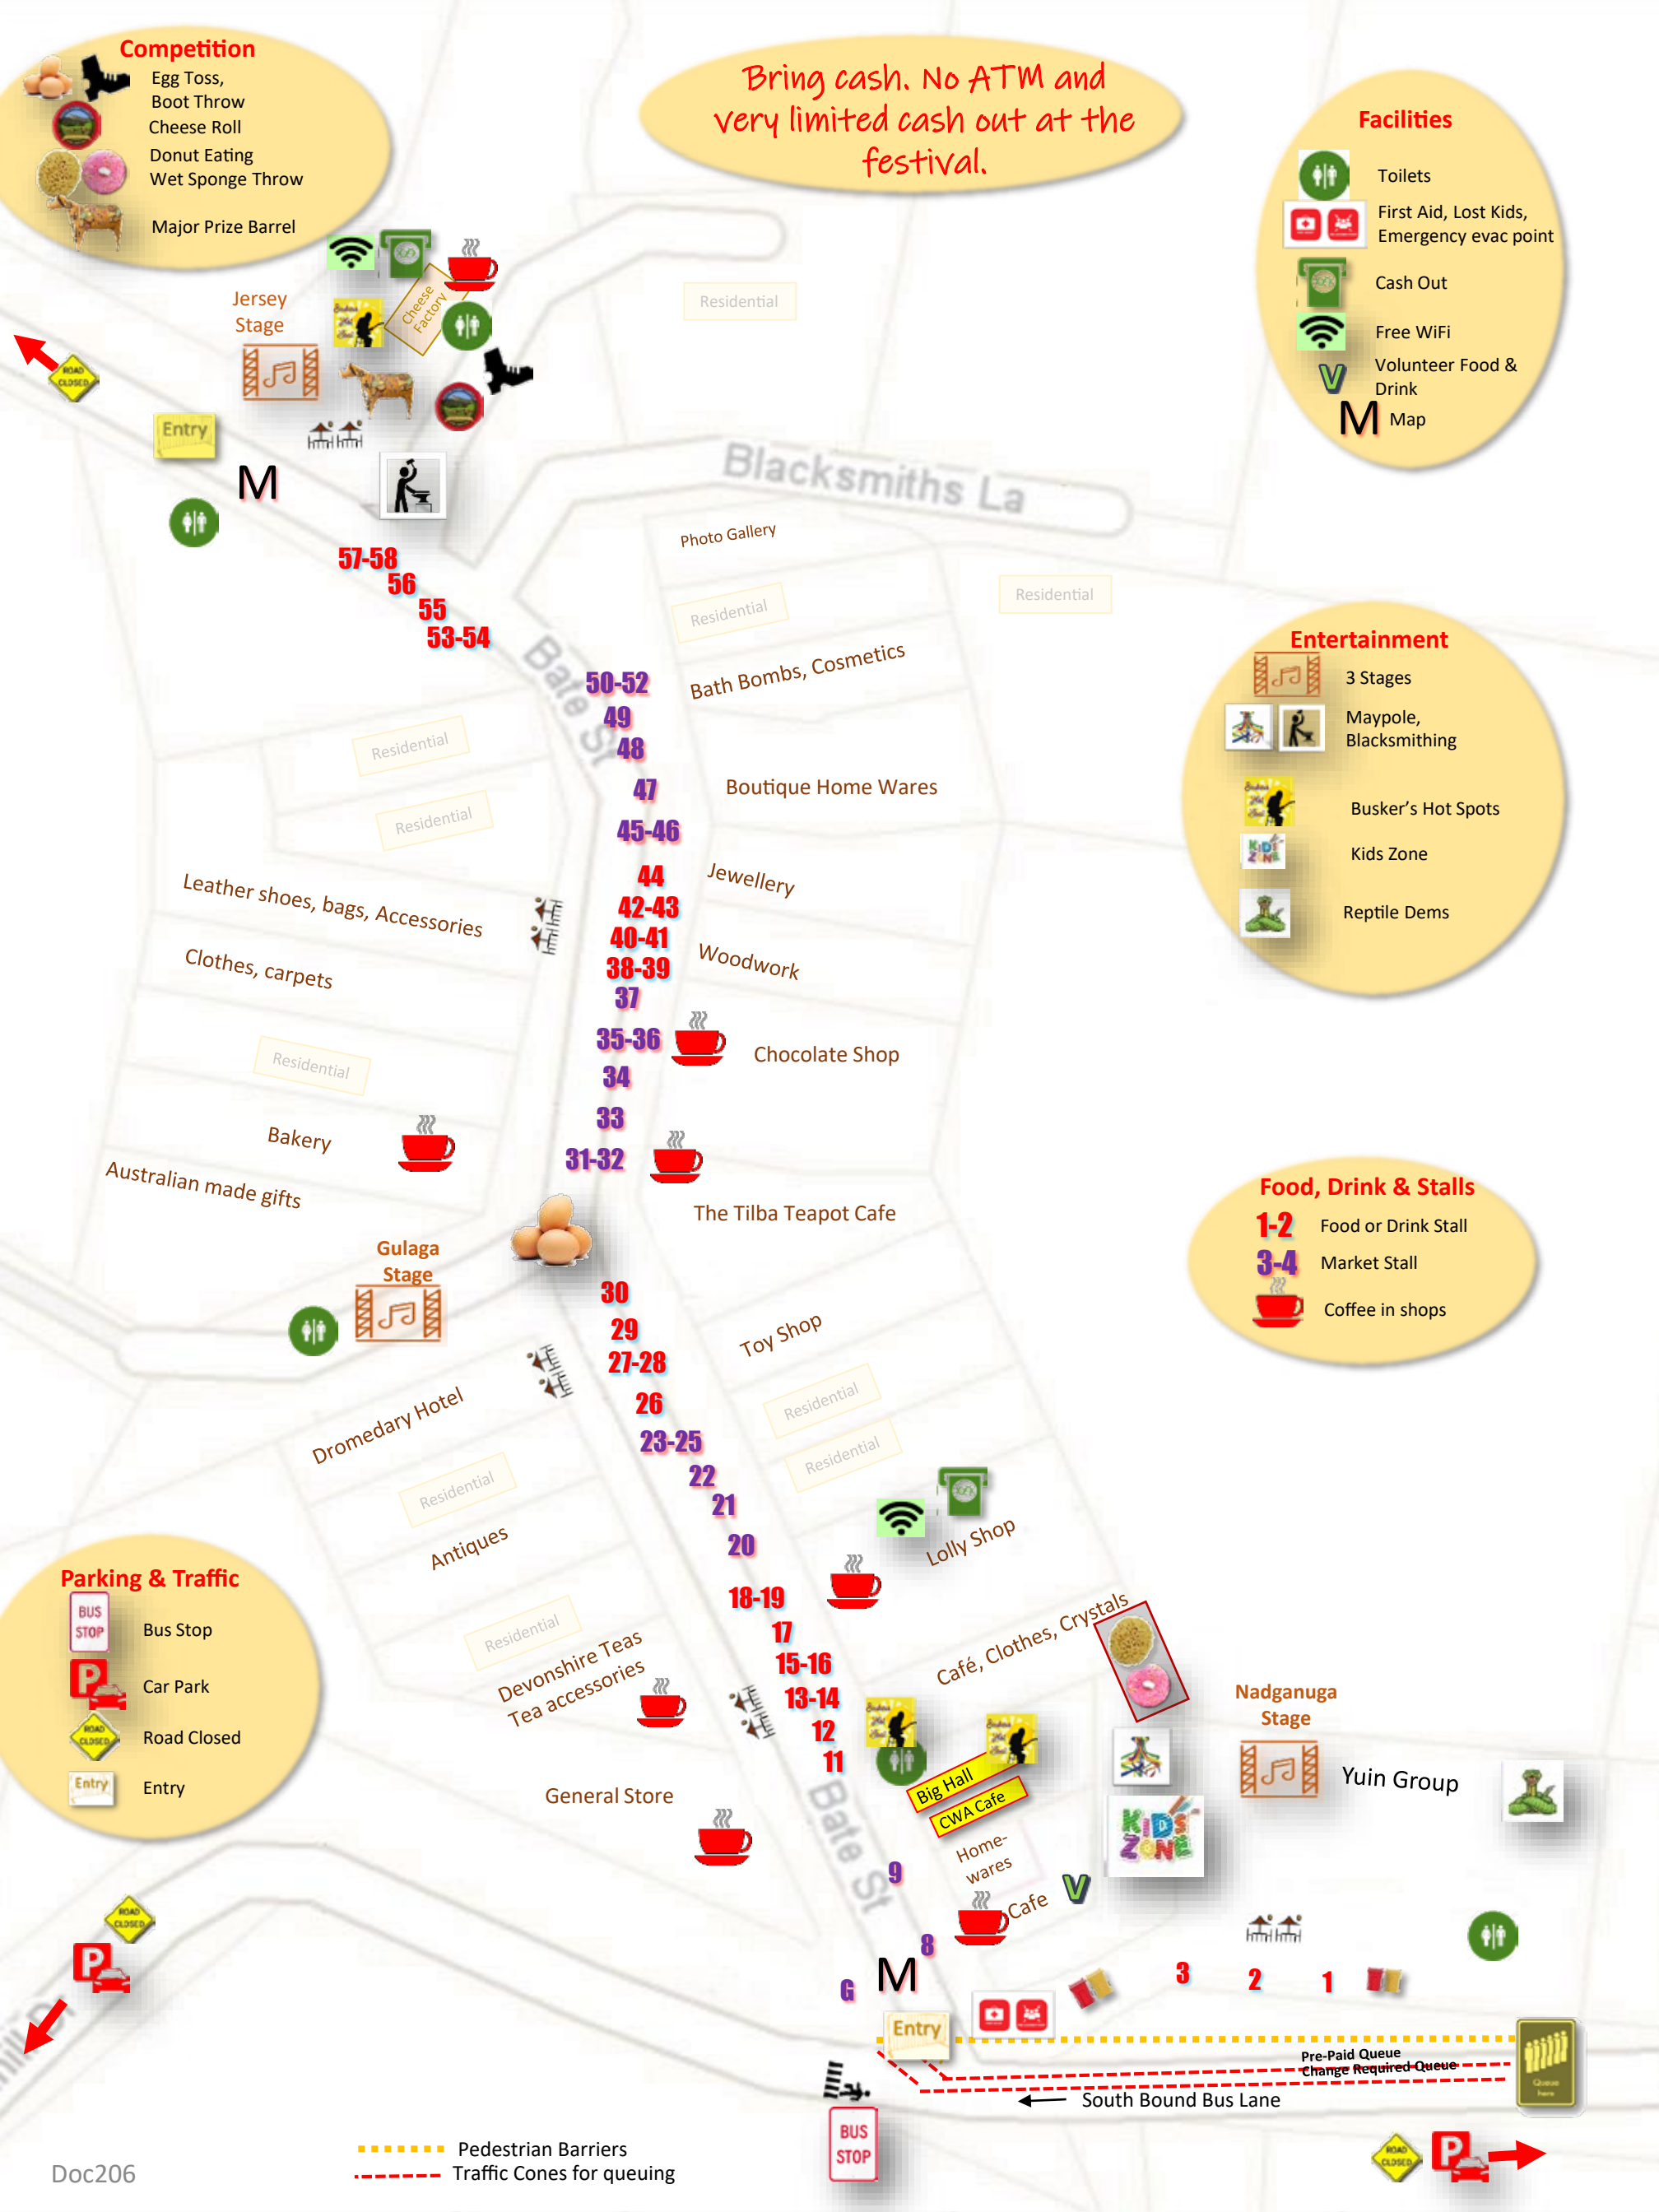 Competition
Egg Toss,
Boot Throw
Cheese Roll
Donut Eating
Wet Sponge Throw
Major Prize Barrel
Bring cash. No ATM and
very limited cash out at the
festival.
Facilities
Toilets
First Aid, Lost Kids,
Emergency evac point
Cash Out
Free WiFi
V
Volunteer Food &
Drink
M
Map
Jersey
Stage
Cheese
Factory
Residential
ROAD
CLOSED
Entry
M
Blacksmiths La
Photo Gallery
57-58
56
55
53-54
Residential
Residential
Bate St
Bath Bombs, Cosmetics
50-52
49
48
Residential
47
Boutique Home Wares
Residential
45-46
44
Jewellery
Leather shoes, bags, Accessories
42-43
40-41
Woodwork
Clothes, carpets
38-39
37
35-36
Chocolate Shop
Residential
34
33
Bakery
31-32
Australian made gifts
The Tilba Teapot Cafe
Entertainment
3 Stages
Maypole,
Blacksmithing
Busker's Hot Spots
KIDS
ZONE
Kids Zone
Reptile Dems
Food, Drink & Stalls
1-2
Food or Drink Stall
3-4
Market Stall
Coffee in shops
Gulaga
Stage
30
29
27-28
Toy Shop
26
Residential
Dromedary Hotel
23-25
Residential
22
Residential
21
20
Antiques
Lolly Shop
18-19
17
Residential
15-16
Café, Clothes, Crystals
Devonshire Teas
Tea accessories
13-14
12
11
Nadganuga
Stage
Yuin Group
Big Hall
CWA Cafe
General Store
Bate St
KIDS
ZONE
Home-
wares
9
Cafe
V
8
G
M
3
2
1
Parking & Traffic
BUS
STOP
Bus Stop
P
Car Park
ROAD
CLOSED
Road Closed
Entry
Entry
ROAD
CLOSED
P
Entry
Pre-Paid Queue
Change Required Queue
Queue
here
South Bound Bus Lane
BUS
STOP
ROAD
CLOSED
P
Pedestrian Barriers
Traffic Cones for queuing
Doc206